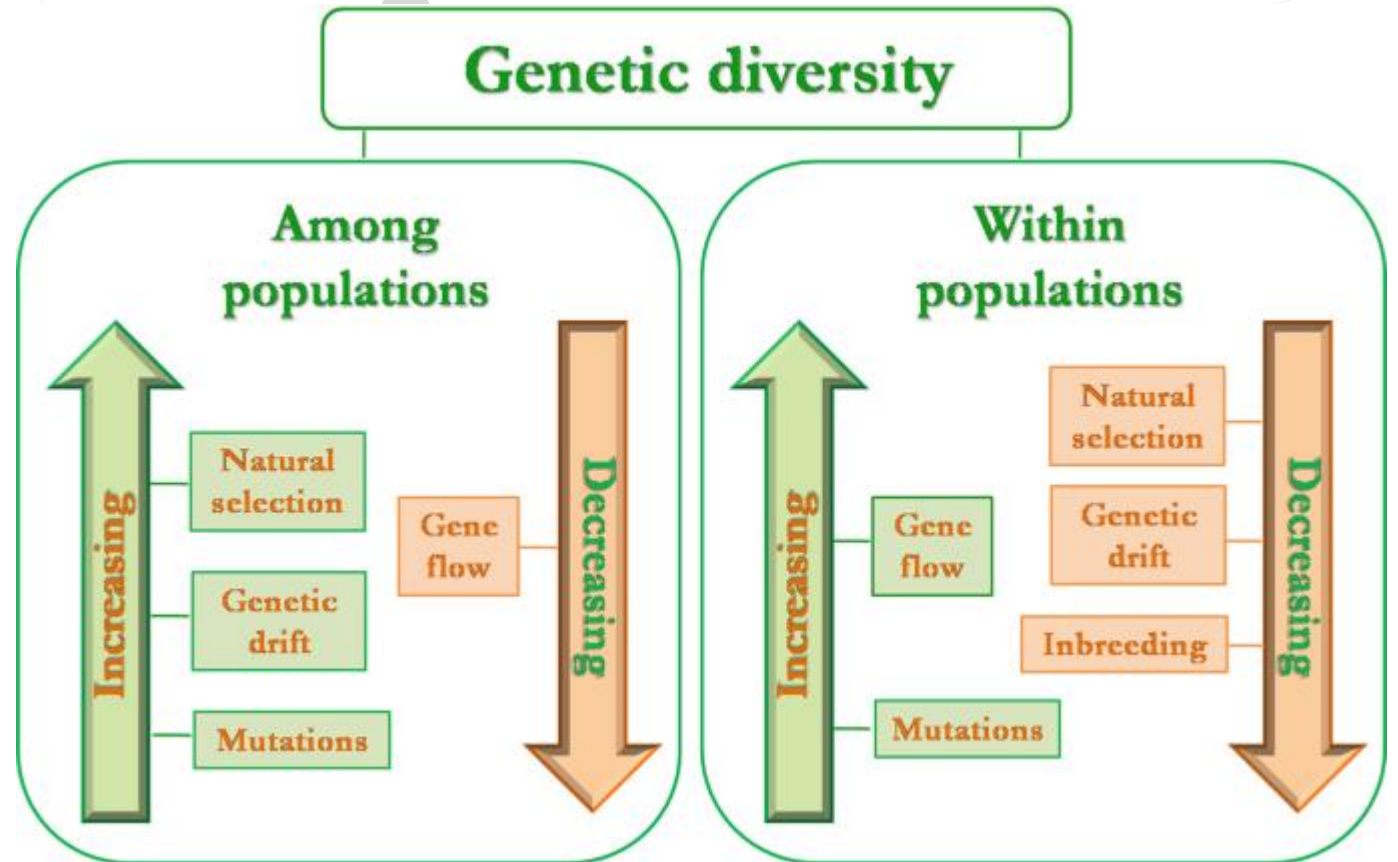 Genetic diversity
Among
populations
Increasing
Natural
selection
Genetic
drift
Mutations
Gene
flow
Decreasing
Within
populations
Increasing
Gene
flow
Mutations
Natural
selection
Genetic
drift
Inbreeding
Decreasing